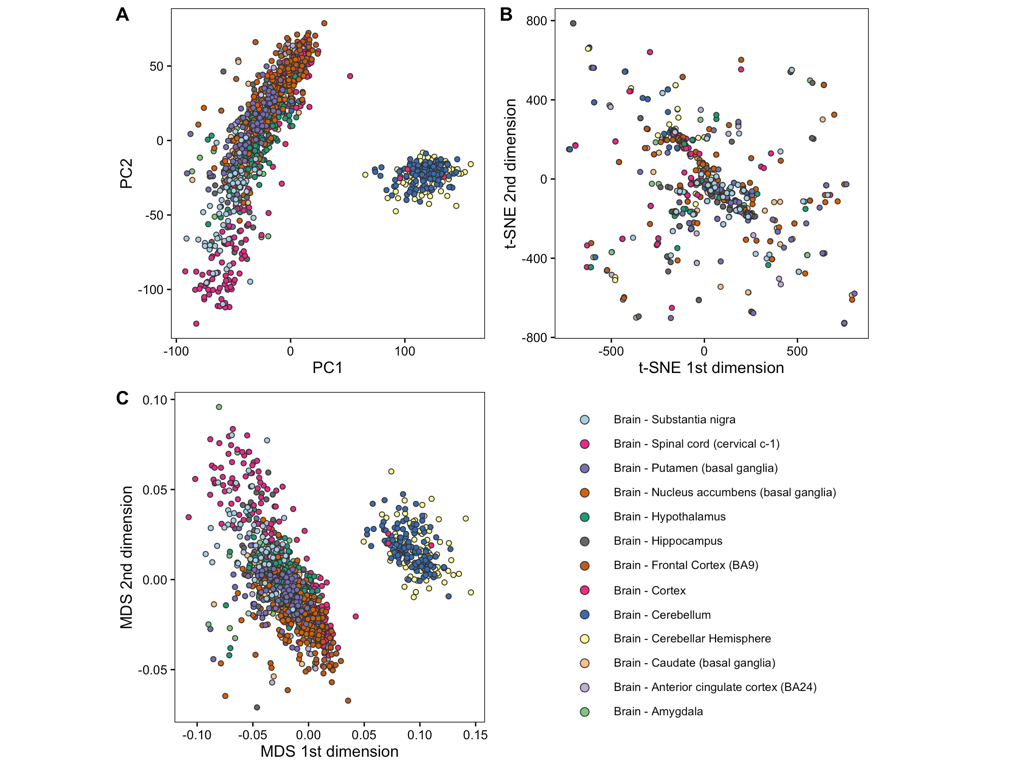 A
50
0
-50
-100
PC2
-100
0
100
PC1
B
800
400
0
-400
-800
t-SNE 2nd dimension
-500
0
500
t-SNE 1st dimension
C
0.10
0.05
0.00
-0.05
MDS 2nd dimension
-0.10
-0.05
0.00
0.05
0.10
0.15
MDS 1st dimension
Brain - Substantia nigra
Brain - Spinal cord (cervical c-1)
Brain - Putamen (basal ganglia)
Brain - Nucleus accumbens (basal ganglia)
Brain - Hypothalamus
Brain - Hippocampus
Brain - Frontal Cortex (BA9)
Brain - Cortex
Brain - Cerebellum
Brain - Cerebellar Hemisphere
Brain - Caudate (basal ganglia)
Brain - Anterior cingulate cortex (BA24)
Brain - Amygdala